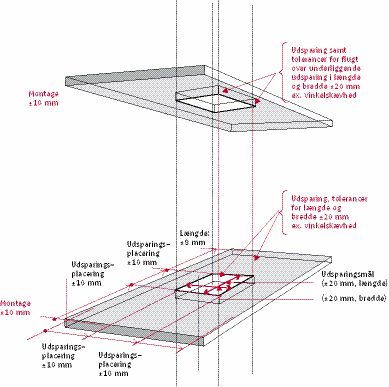 Udsparing samt
tolerancer for flugt
over underliggende
udsparing i længde
og bredde ±20 mm
ex. vinkelskævhed
Montage
±10 mm
Udsparing, tolerancer
for længde og
bredde ±20 mm
ex. vinkelskævhed
Længde:
±8 mm
Udsparings-
placering
±10 mm
Udsparings-
placering
±10 mm
Udsparingsmål
(±20 mm, længde)
(±20 mm, bredde)
Montage
±10 mm
Udsparings-
placering
±10 mm
Udsparings-
placering
±10 mm